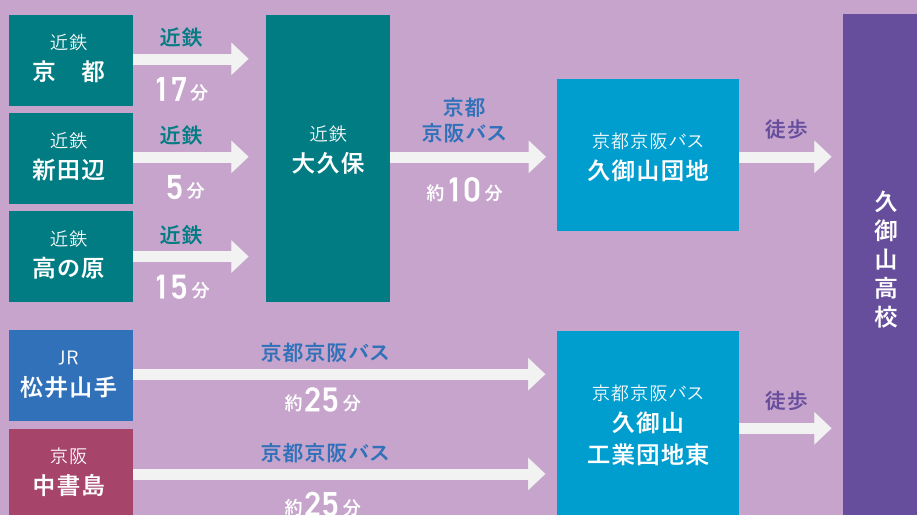 近鉄
京　都
近鉄
17分
近鉄
新田辺
近鉄
5分
近鉄
高の原
近鉄
15分
近鉄
大久保
京都
京阪バス
約10分
京都京阪バス
久御山団地
徒歩
JR
松井山手
京都京阪バス
約25分
京阪
中書島
京都京阪バス
約25分
京都京阪バス
久御山
工業団地東
徒歩
久御山高校